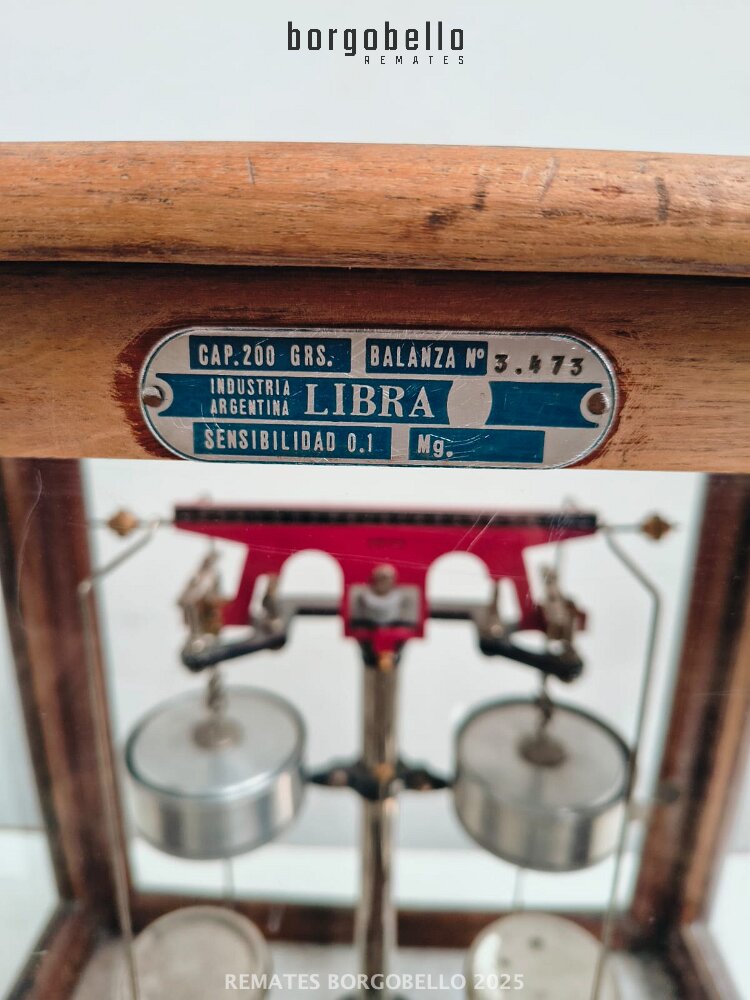 borgobello
REMATES
CAP.200 GRS. BALANZA Nº 3.473
INDUSTRIA
ARGENTINA
LIBRA
SENSIBILIDAD 0.1 Mg.
REMATES BORGOBELLO 2025